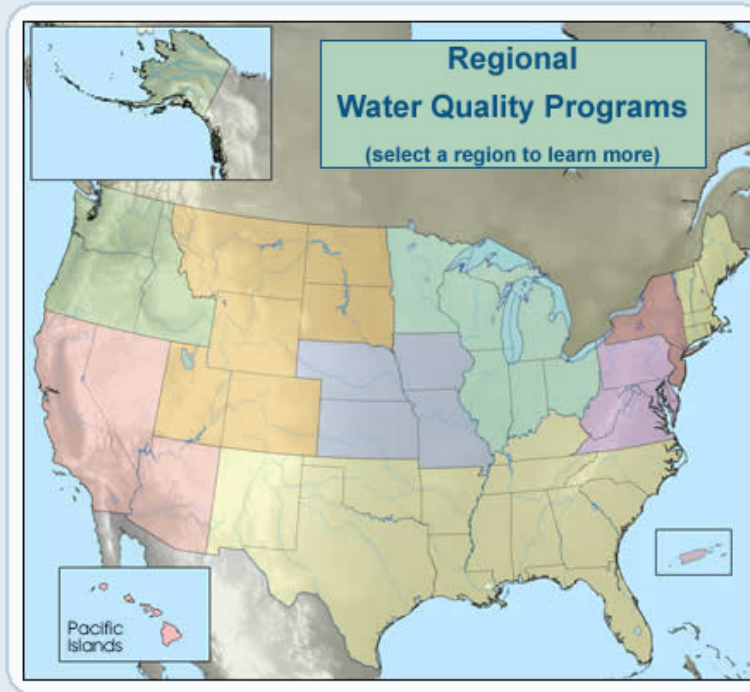 Regional
Water Quality Programs
(select a region to learn more)
Pacific
Islands